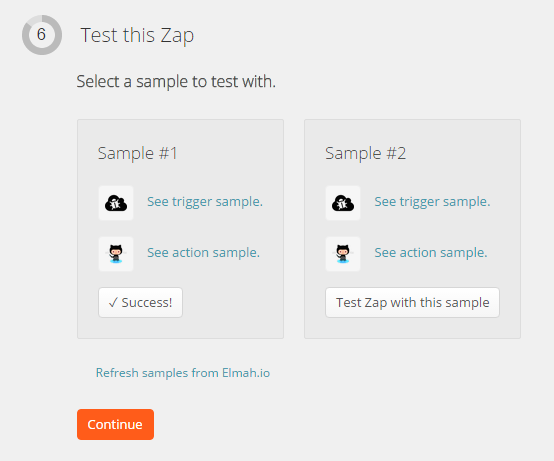 6 Test this Zap
Select a sample to test with.
Sample #1
See trigger sample.
See action sample.
✓ Success!
Sample #2
See trigger sample.
See action sample.
Test Zap with this sample
Refresh samples from Elmah.io
Continue